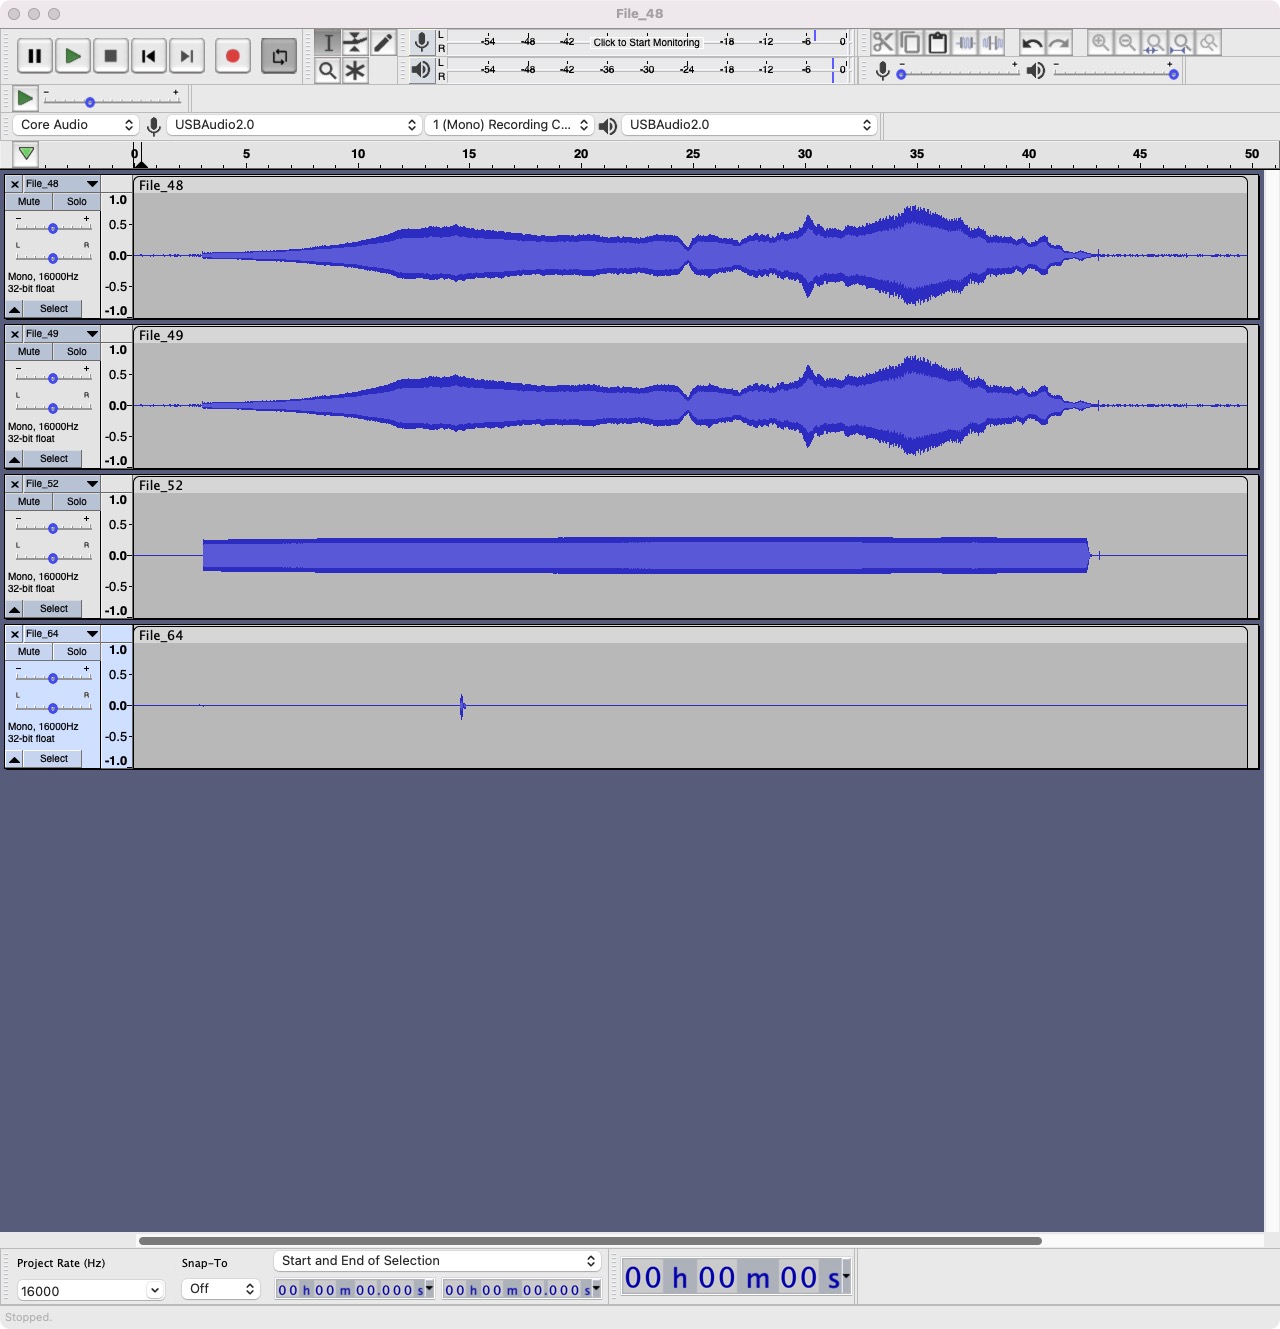 File_48
L
R
-54 -48 -42 Click to Start Monitoring -18 -12 -6 0
L
R
-54 -48 -42 -36 -30 -24 -18 -12 -6 0
- +
- +
- +
Core Audio
USBAudio2.0
1 (Mono) Recording C...
USBAudio2.0
0 5 10 15 20 25 30 35 40 45 50
File_48
Mute Solo
- +
L R
Mono, 16000Hz
32-bit float
Select
1.0
0.5
0.0
-0.5
-1.0
File_48
File_49
Mute Solo
- +
L R
Mono, 16000Hz
32-bit float
Select
1.0
0.5
0.0
-0.5
-1.0
File_49
File_52
Mute Solo
- +
L R
Mono, 16000Hz
32-bit float
Select
1.0
0.5
0.0
-0.5
-1.0
File_52
File_64
Mute Solo
- +
L R
Mono, 16000Hz
32-bit float
Select
1.0
0.5
0.0
-0.5
-1.0
File_64
Project Rate (Hz)
16000
Snap-To
Off
Start and End of Selection
00 h 00 m 00.000 s
00 h 00 m 00.000 s
00 h 00 m 00 s
Stopped.